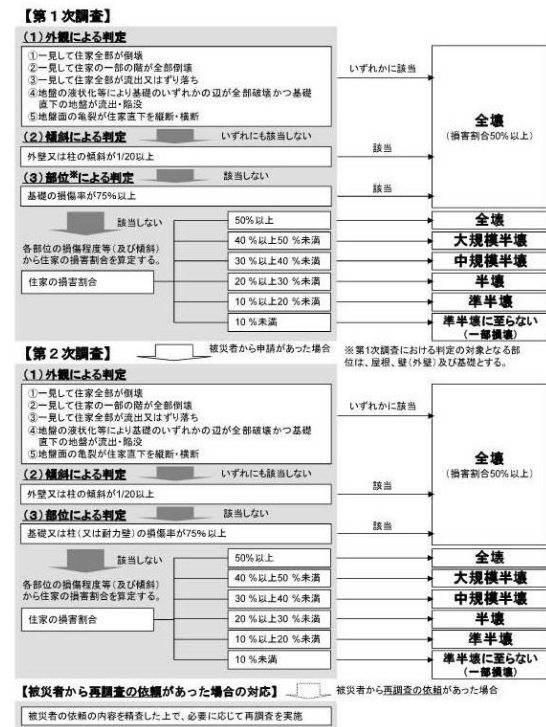 【第1次調査】
(1)外観による判定
①一見して住家全部が倒壊
②一見して住家の一部の階が全部倒壊
③一見して住家全部が流出又はずり落ち
④地盤の液状化等により基礎のいずれかの辺が全部破壊かつ基礎
直下の地盤が流出・陥没
⑤地盤面の亀裂が住家直下を縦断・横断
いずれかに該当
全壊
(損害割合50%以上)
(2)傾斜による判定
いずれにも該当しない
外壁又は柱の傾斜が1/20以上
該当
(3)部位※による判定
該当しない
基礎の損傷率が75%以上
該当
該当しない
各部位の損傷程度等(及び傾斜)
から住家の損害割合を算定する。
住家の損害割合
50%以上
全壊
40%以上50%未満
大規模半壊
30%以上40%未満
中規模半壊
20%以上30%未満
半壊
10%以上20%未満
準半壊
10%未満
準半壊に至らない
(一部損壊)
【第2次調査】
被災者から申請があった場合
※第1次調査における判定の対象となる部
位は、屋根、壁(外壁)及び基礎とする。
(1)外観による判定
①一見して住家全部が倒壊
②一見して住家の一部の階が全部倒壊
③一見して住家全部が流出又はずり落ち
④地盤の液状化等により基礎のいずれかの辺が全部破壊かつ基礎
直下の地盤が流出・陥没
⑤地盤面の亀裂が住家直下を縦断・横断
いずれかに該当
全壊
(損害割合50%以上)
(2)傾斜による判定
いずれにも該当しない
外壁又は柱の傾斜が1/20以上
該当
(3)部位による判定
該当しない
基礎又は柱(又は耐力壁)の損傷率が75%以上
該当
該当しない
各部位の損傷程度等(及び傾斜)
から住家の損害割合を算定する。
住家の損害割合
50%以上
全壊
40%以上50%未満
大規模半壊
30%以上40%未満
中規模半壊
20%以上30%未満
半壊
10%以上20%未満
準半壊
10%未満
準半壊に至らない
(一部損壊)
【被災者から再調査の依頼があった場合の対応】
被災者から再調査の依頼があった場合
被災者の依頼の内容を精査した上で、必要に応じて再調査を実施